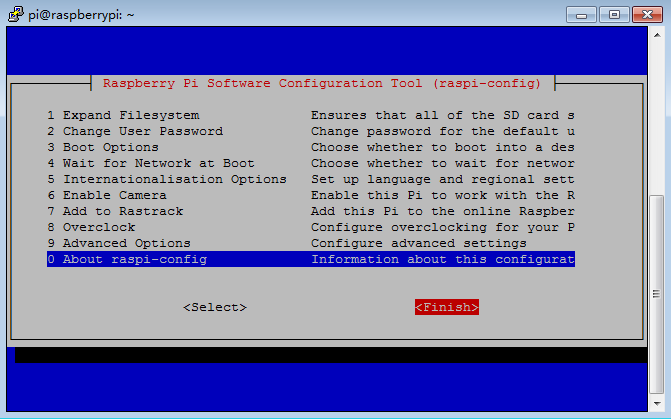 pi@raspberrypi: ~
Raspberry Pi Software Configuration Tool (raspi-config)
1 Expand Filesystem Ensures that all of the SD card s
2 Change User Password Change password for the default u
3 Boot Options Choose whether to boot into a des
4 Wait for Network at Boot Choose whether to wait for networ
5 Internationalisation Options Set up language and regional sett
6 Enable Camera Enable this Pi to work with the R
7 Add to Rastrack Add this Pi to the online Raspber
8 Overclock Configure overclocking for your P
9 Advanced Options Configure advanced settings
0 About raspi-config Information about this configurat
<Select> <Finish>